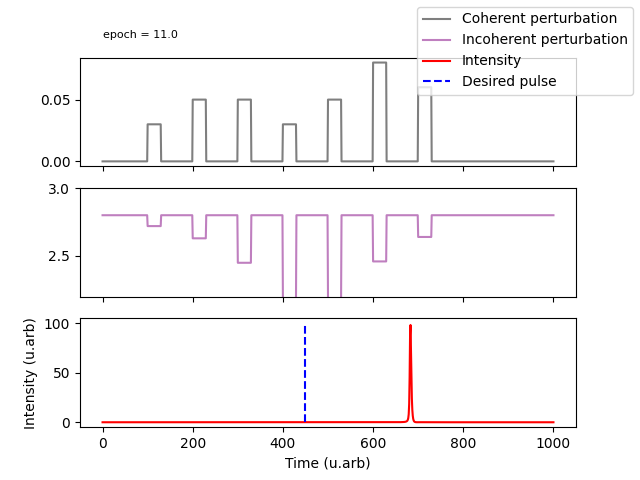 epoch = 11.0
Coherent perturbation
Incoherent perturbation
Intensity
Desired pulse
0.05
0.00
3.0
2.5
100
50
0
Intensity (u.arb)
0 200 400 600 800 1000
Time (u.arb)